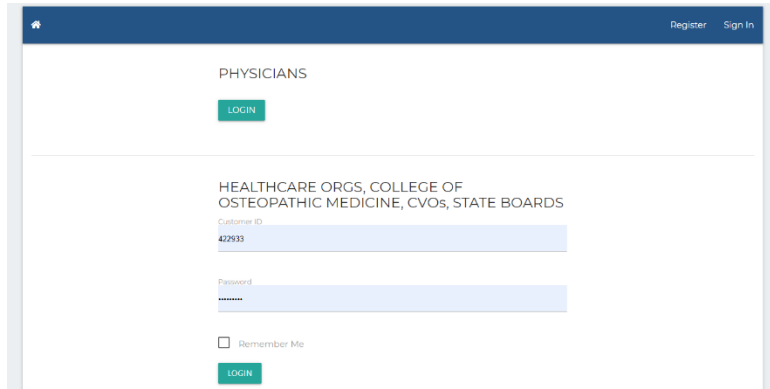 Register Sign In
PHYSICIANS
LOGIN
HEALTHCARE ORGS, COLLEGE OF
OSTEOPATHIC MEDICINE, CVOs, STATE BOARDS
Customer ID
422933
Password
•••••••••
Remember Me
LOGIN